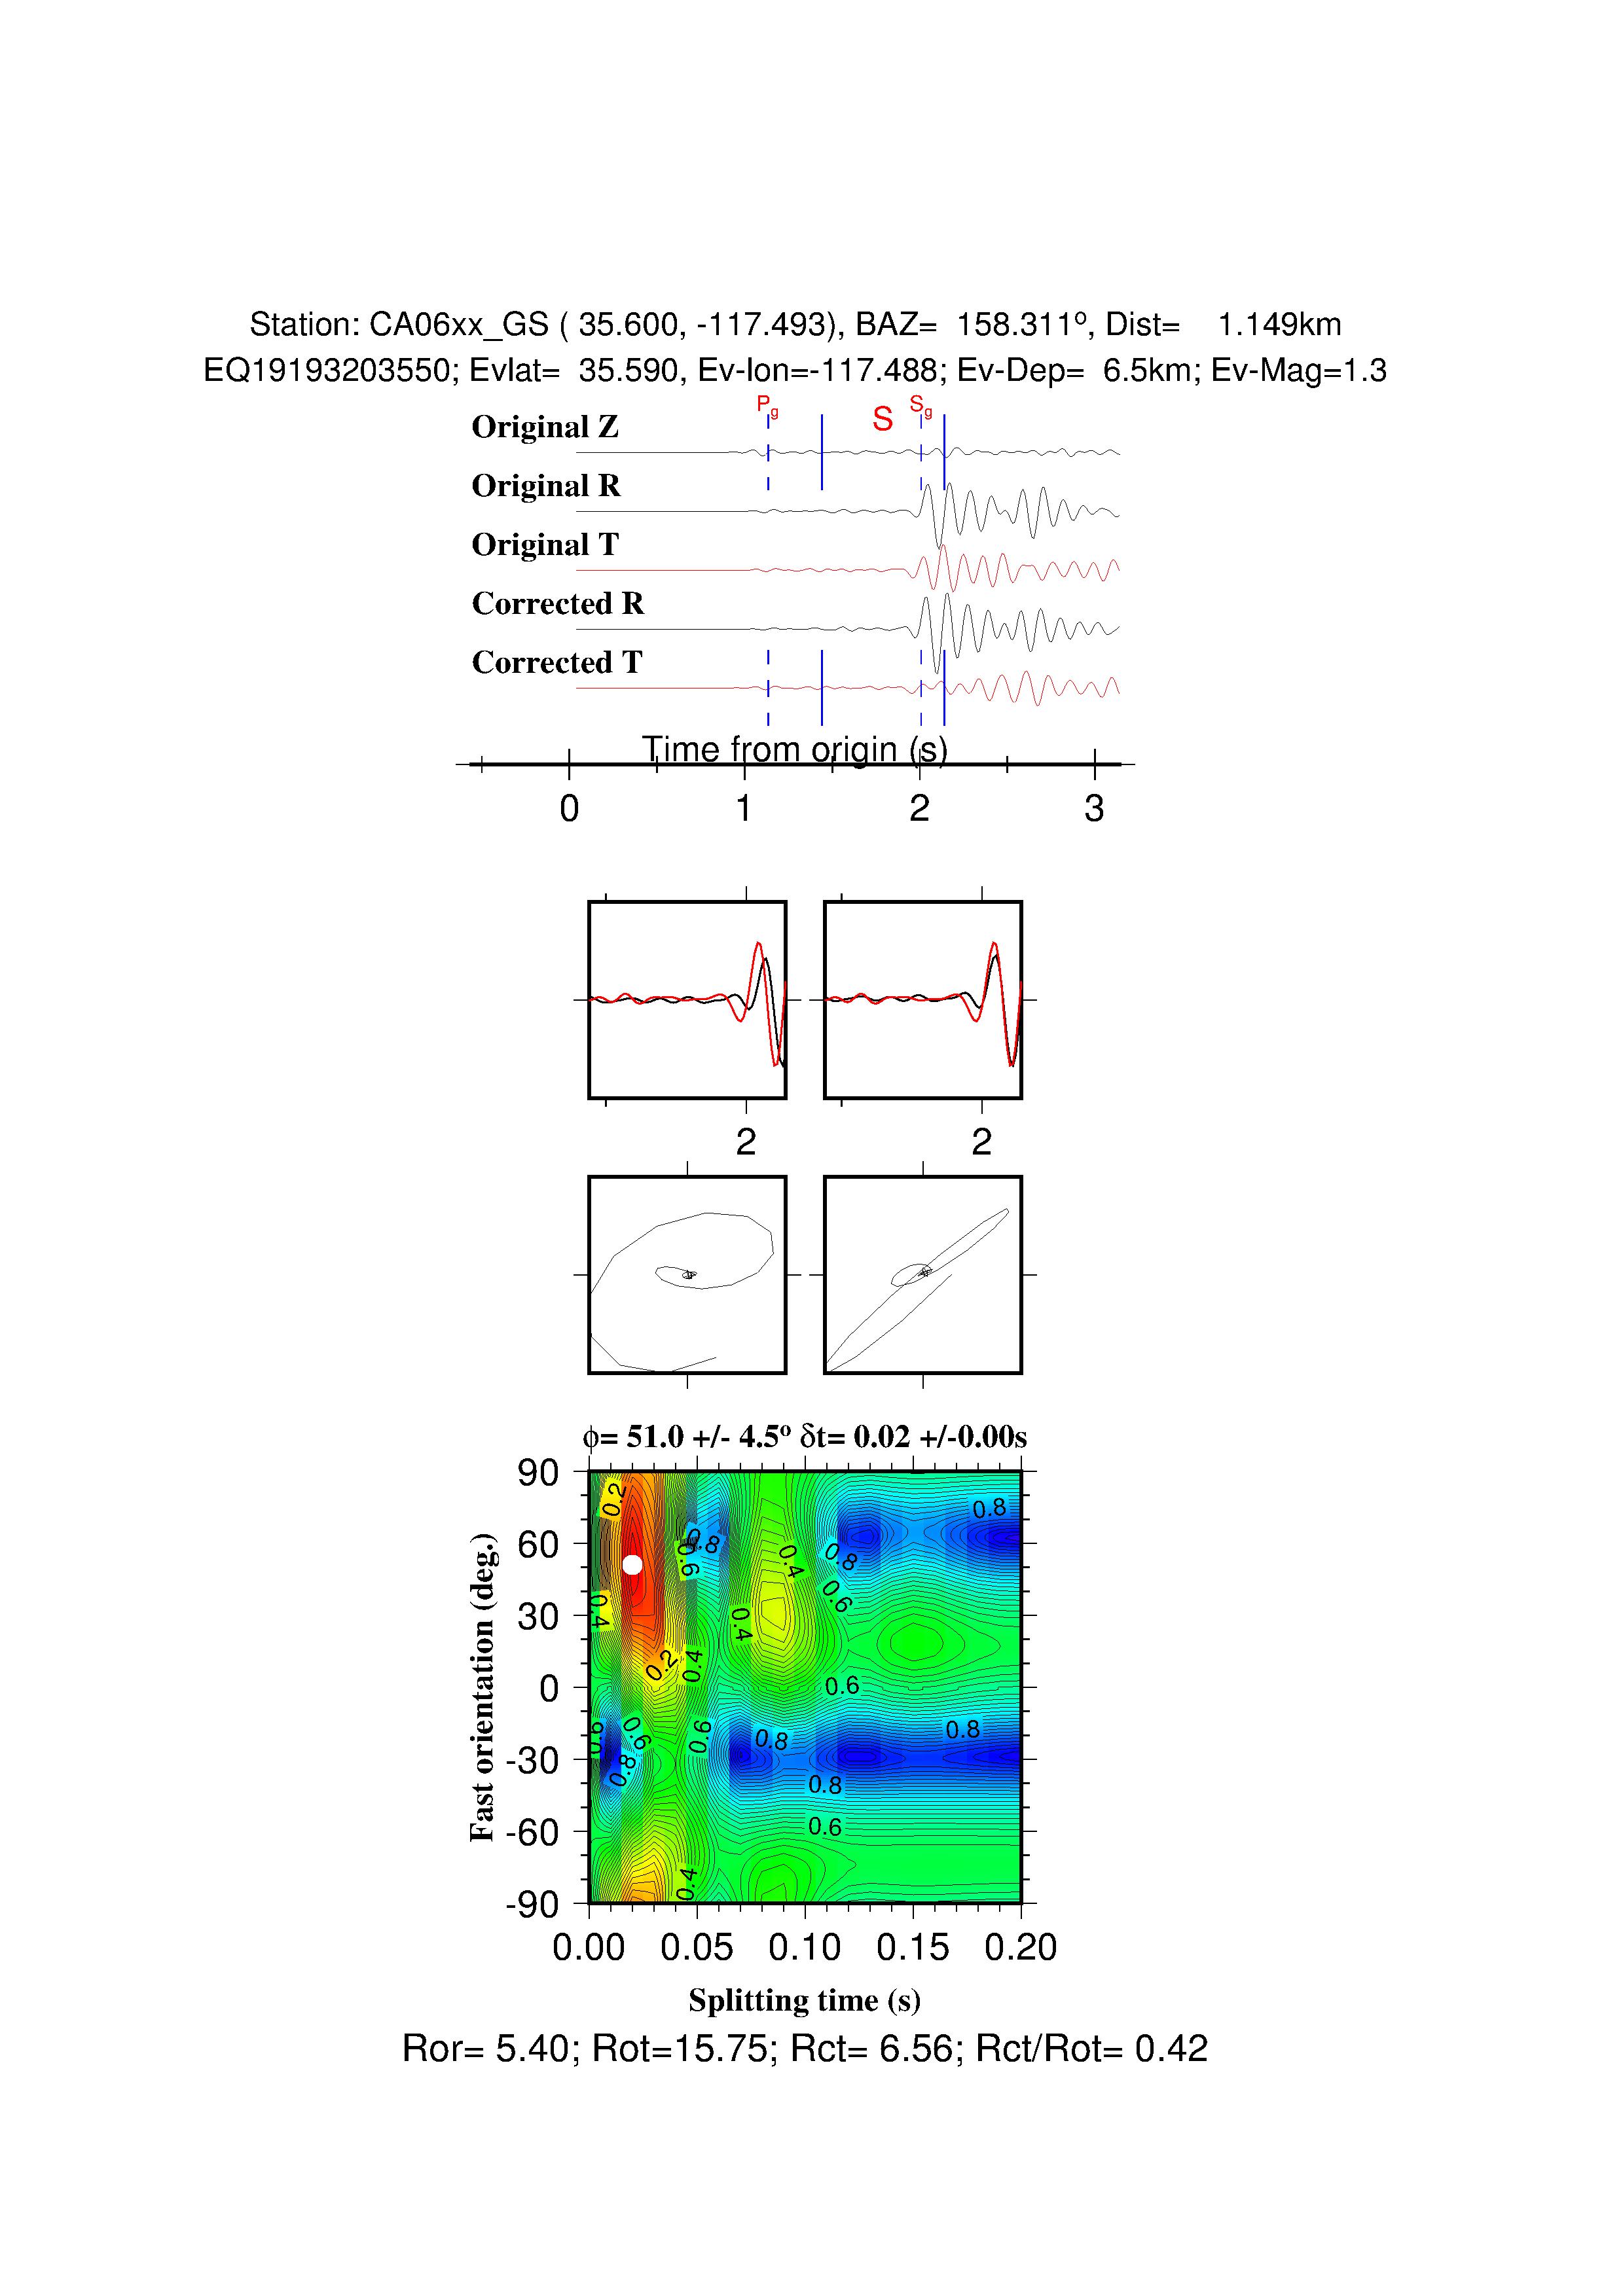 Station: CA06xx_GS ( 35.600, -117.493), BAZ=  158.311º, Dist=    1.149km
EQ19193203550; Evlat=  35.590, Ev-lon=-117.488; Ev-Dep=  6.5km; Ev-Mag=1.3
Pg S Sg
Original Z
Original R
Original T
Corrected R
Corrected T
Time from origin (s)
0 1 2 3
2 2
ϕ= 51.0 +/- 4.5º δt= 0.02 +/-0.00s
Fast orientation (deg.)
90
60
30
0
-30
-60
-90
0.2
0.8
0.8
0.6
0.4
0.8
0.4
0.6
0.4
0.2
0.4
0.6
0.6
0.6
0.6
0.8
0.8
0.8
0.8
0.6
0.4
0.00 0.05 0.10 0.15 0.20
Splitting time (s)
Ror= 5.40; Rot=15.75; Rct= 6.56; Rct/Rot= 0.42